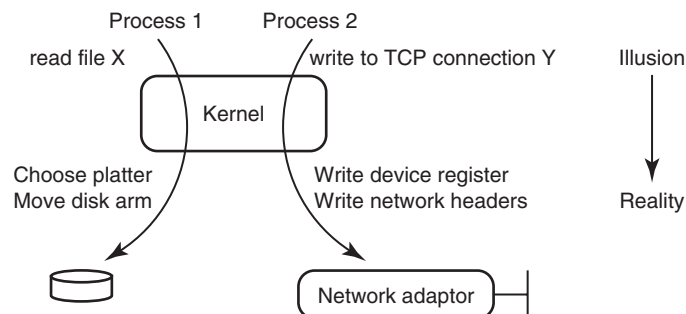 Process 1
Process 2
read file X
write to TCP connection Y
Illusion
Kernel
Choose platter
Move disk arm
Write device register
Write network headers
Reality
Network adaptor